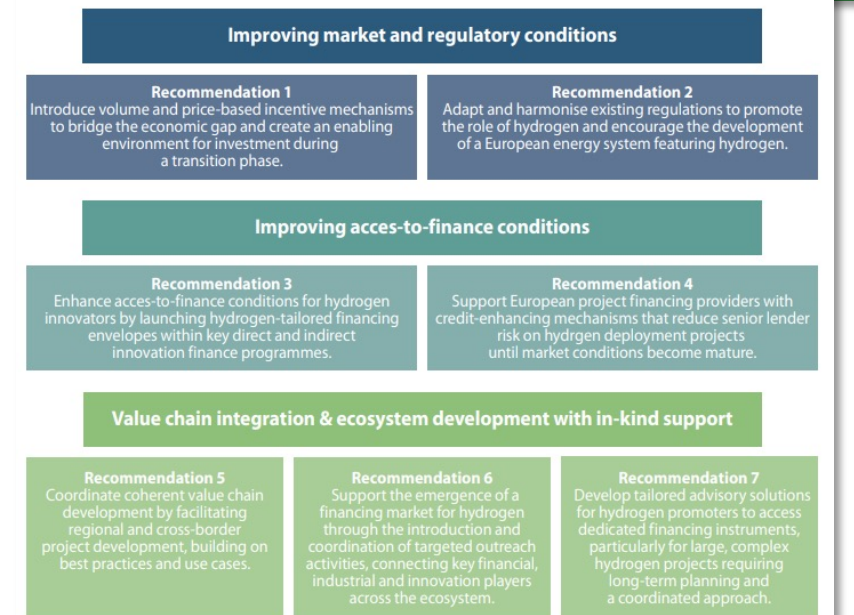 Improving market and regulatory conditions
Recommendation 1
Introduce volume and price-based incentive mechanisms
to bridge the economic gap and create an enabling
environment for investment during
a transition phase.
Recommendation 2
Adapt and harmonise existing regulations to promote
the role of hydrogen and encourage the development
of a European energy system featuring hydrogen.
Improving acces-to-finance conditions
Recommendation 3
Enhance acces-to-finance conditions for hydrogen
innovators by launching hydrogen-tailored financing
envelopes within key direct and indirect
innovation finance programmes.
Recommendation 4
Support European project financing providers with
credit-enhancing mechanisms that reduce senior lender
risk on hydrgen deployment projects
until market conditions become mature.
Value chain integration & ecosystem development with in-kind support
Recommendation 5
Coordinate coherent value chain
development by facilitating
regional and cross-border
project development, building on
best practices and use cases.
Recommendation 6
Support the emergence of a
financing market for hydrogen
through the introduction and
coordination of targeted outreach
activities, connecting key financial,
industrial and innovation players
across the ecosystem.
Recommendation 7
Develop tailored advisory solutions
for hydrogen promoters to access
dedicated financing instruments,
particularly for large, complex
hydrogen projects requiring
long-term planning and
a coordinated approach.